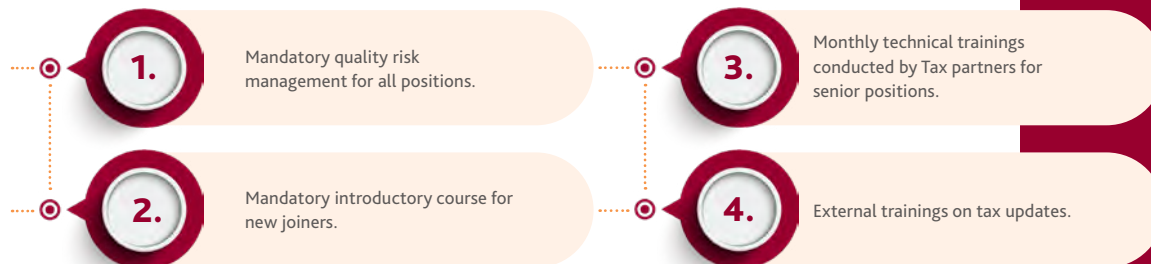 1.
Mandatory quality risk
management for all positions.
2.
Mandatory introductory course for
new joiners.
3.
Monthly technical trainings
conducted by Tax partners for
senior positions.
4.
External trainings on tax updates.